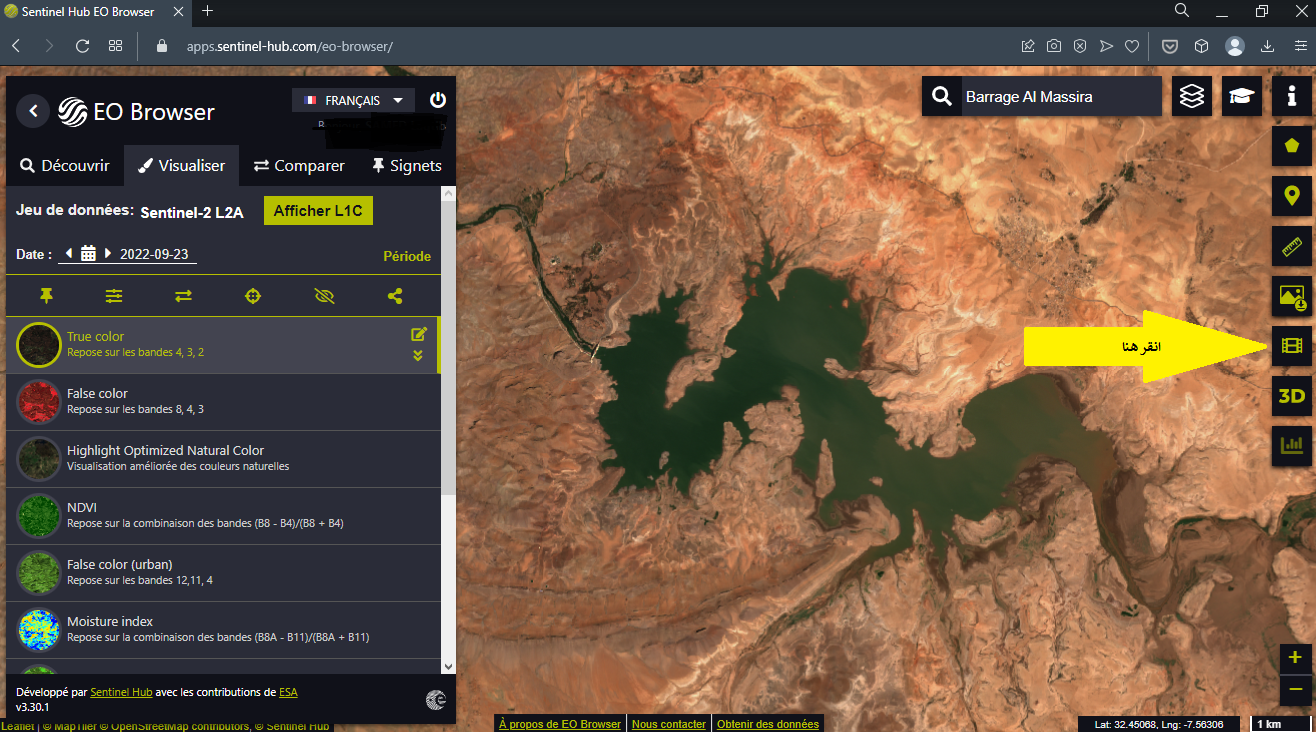 Sentinel Hub EO Browser
apps.sentinel-hub.com/eo-browser/
EO Browser
FRANÇAIS
Découvrir
Visualiser
Comparer
Signets
Jeu de données: Sentinel-2 L2A
Afficher L1C
Date : 2022-09-23
Période
True color
Repose sur les bandes 4, 3, 2
False color
Repose sur les bandes 8, 4, 3
Highlight Optimized Natural Color
Visualisation améliorée des couleurs naturelles
NDVI
Repose sur la combination des bandes (B8 - B4)/(B8 + B4)
False color (urban)
Repose sur les bandes 12,11, 4
Moisture index
Repose sur la combinaison des bandes (B8A - B11)/(B8A + B11)
Développé par Sentinel Hub avec les contributions de ESA
v3.30.1
Leaflet | © MapTiler © OpenStreetMap contributors, © Sentinel Hub
Barrage Al Massira
انقر هنا
3D
À propos de EO Browser
Nous contacter
Obtenir des données
Lat: 32.45068, Lng: -7.56306
1 km